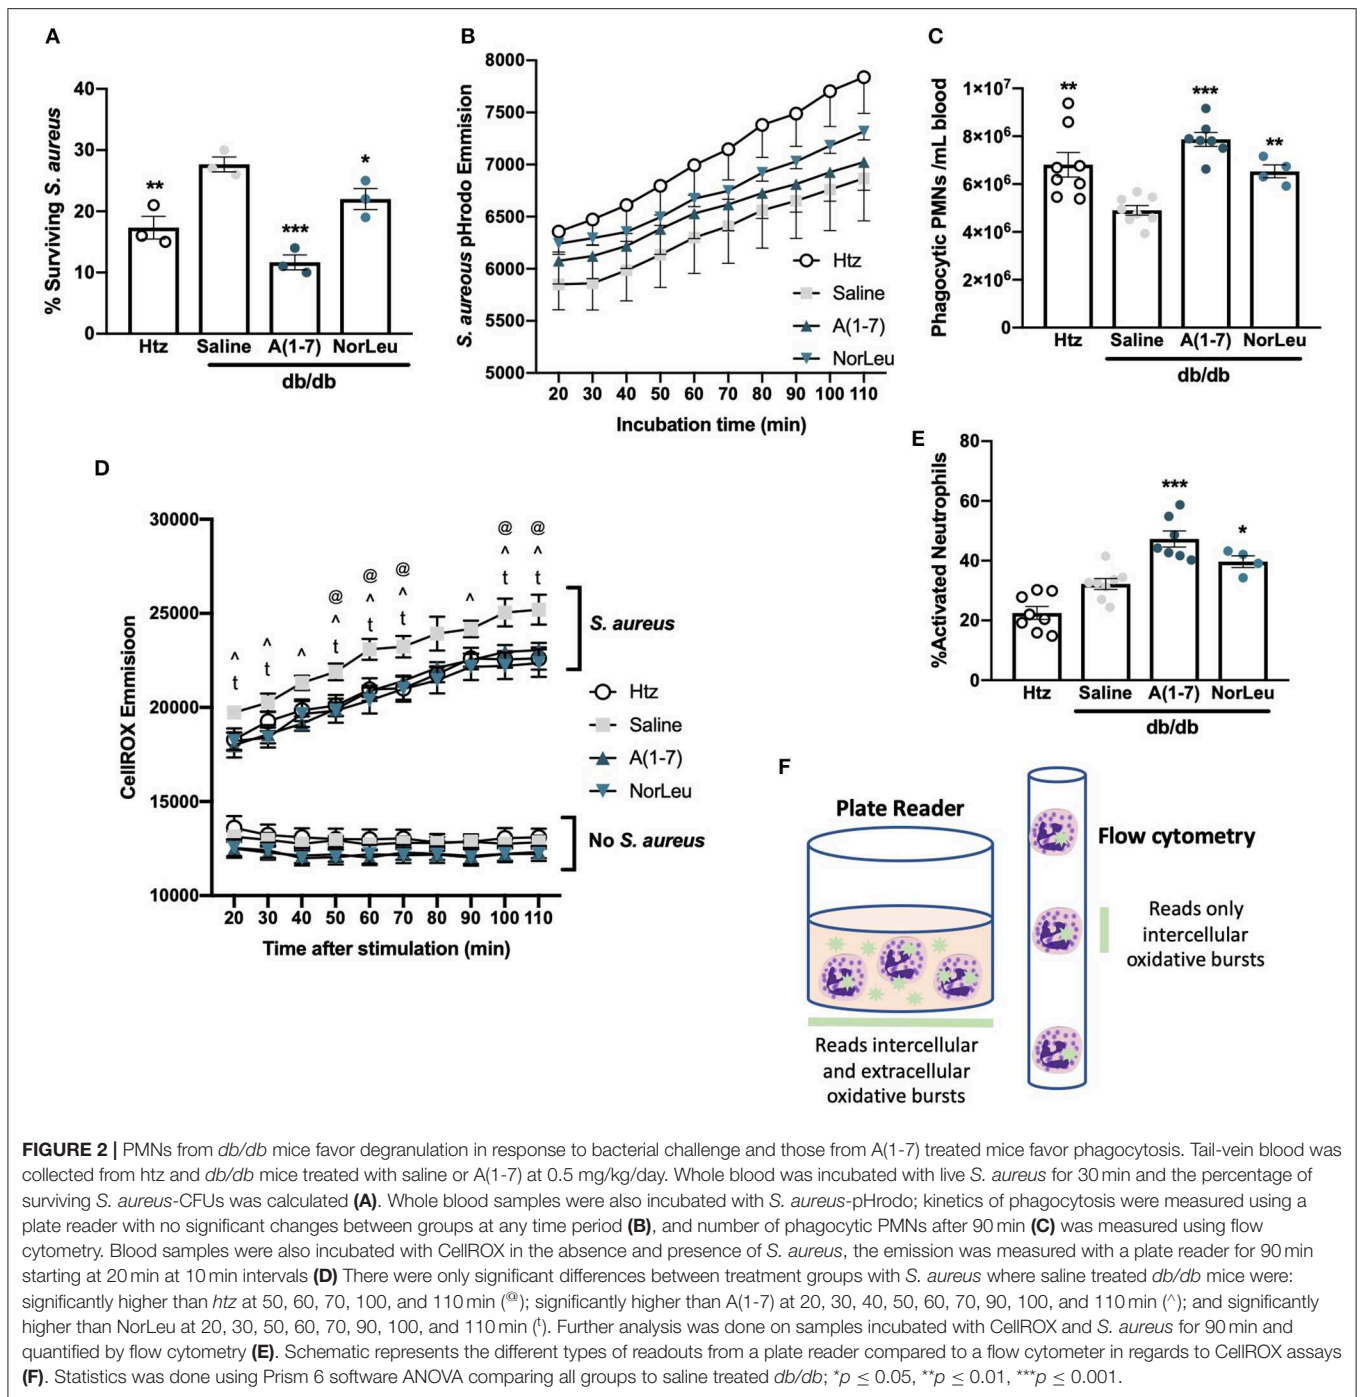 A
% Surviving S. aureus
40
30
20
10
0
**
***
*
Htz
Saline
A(1-7)
NorLeu
db/db
B
S. aureous pHrodo Emmision
8000
7500
7000
6500
6000
5500
5000
Htz
Saline
A(1-7)
NorLeu
20 30 40 50 60 70 80 90 100 110
Incubation time (min)
C
Phagocytic PMNs /mL blood
1×10⁷
8×10⁶
6×10⁶
4×10⁶
2×10⁶
0
**
***
**
Htz
Saline
A(1-7)
NorLeu
db/db
D
CellROX Emmisioon
30000
25000
20000
15000
10000
^
t
^
t
^
@
^
t
@
^
t
@
^
t
^
@
^
t
@
^
t
S. aureus
Htz
Saline
A(1-7)
NorLeu
No S. aureus
20 30 40 50 60 70 80 90 100 110
Time after stimulation (min)
E
%Activated Neutrophils
80
60
40
20
0
***
*
Htz
Saline
A(1-7)
NorLeu
db/db
F
Plate Reader
Reads intercellular
and extracellular
oxidative bursts
Flow cytometry
Reads only
intercellular
oxidative bursts
FIGURE 2 | PMNs from db/db mice favor degranulation in response to bacterial challenge and those from A(1-7) treated mice favor phagocytosis. Tail-vein blood was
collected from htz and db/db mice treated with saline or A(1-7) at 0.5 mg/kg/day. Whole blood was incubated with live S. aureus for 30 min and the percentage of
surviving S. aureus-CFUs was calculated (A). Whole blood samples were also incubated with S. aureus-pHrodo; kinetics of phagocytosis were measured using a
plate reader with no significant changes between groups at any time period (B), and number of phagocytic PMNs after 90 min (C) was measured using flow
cytometry. Blood samples were also incubated with CellROX in the absence and presence of S. aureus, the emission was measured with a plate reader for 90 min
starting at 20 min at 10 min intervals (D) There were only significant differences between treatment groups with S. aureus where saline treated db/db mice were:
significantly higher than htz at 50, 60, 70, 100, and 110 min (@); significantly higher than A(1-7) at 20, 30, 40, 50, 60, 70, 90, 100, and 110 min (^); and significantly
higher than NorLeu at 20, 30, 50, 60, 70, 90, 100, and 110 min (t). Further analysis was done on samples incubated with CellROX and S. aureus for 90 min and
quantified by flow cytometry (E). Schematic represents the different types of readouts from a plate reader compared to a flow cytometer in regards to CellROX assays
(F). Statistics was done using Prism 6 software ANOVA comparing all groups to saline treated db/db; *p ≤ 0.05, **p ≤ 0.01, ***p ≤ 0.001.